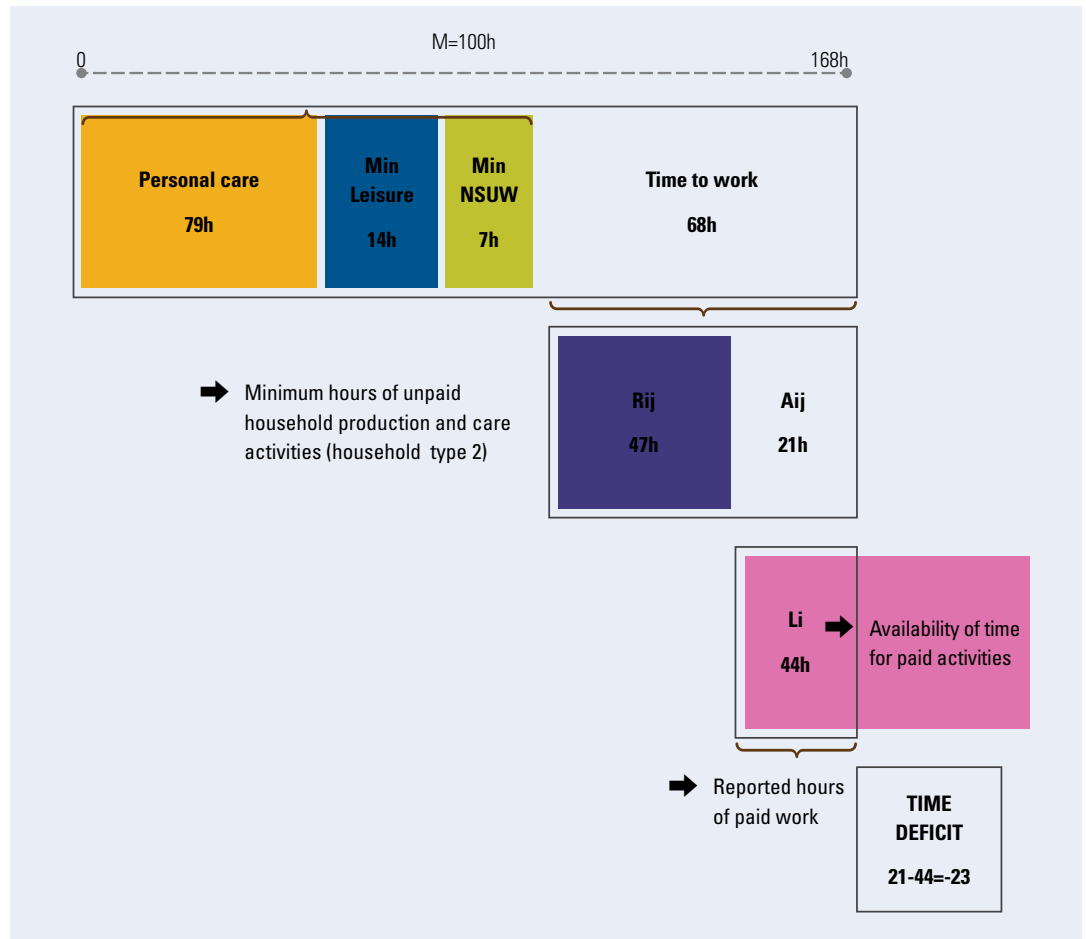 M=100h
0
168h
Personal care
79h
Min
Leisure
14h
Min
NSUW
7h
Time to work
68h
Minimum hours of unpaid
household production and care
activities (household type 2)
Rij
47h
Aij
21h
Li
44h
Availability of time
for paid activities
Reported hours
of paid work
TIME
DEFICIT
21-44=-23